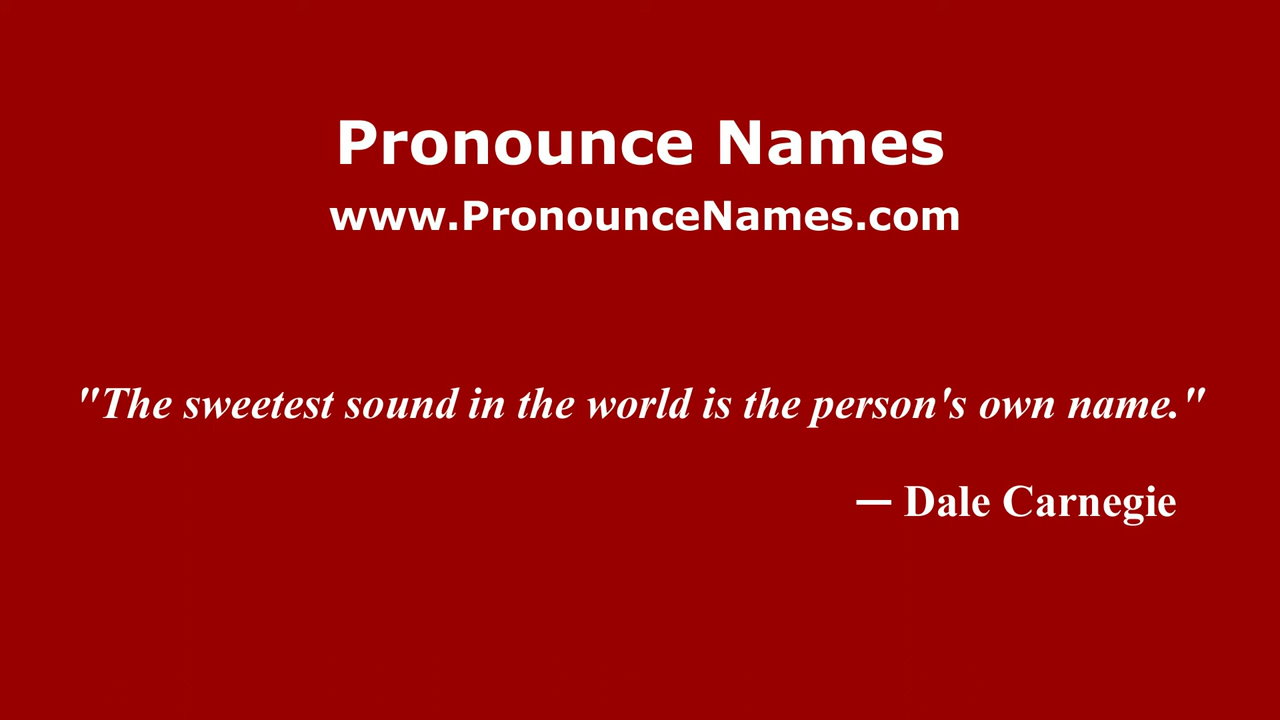 Pronounce Names
www.PronounceNames.com
"The sweetest sound in the world is the person's own name."
— Dale Carnegie